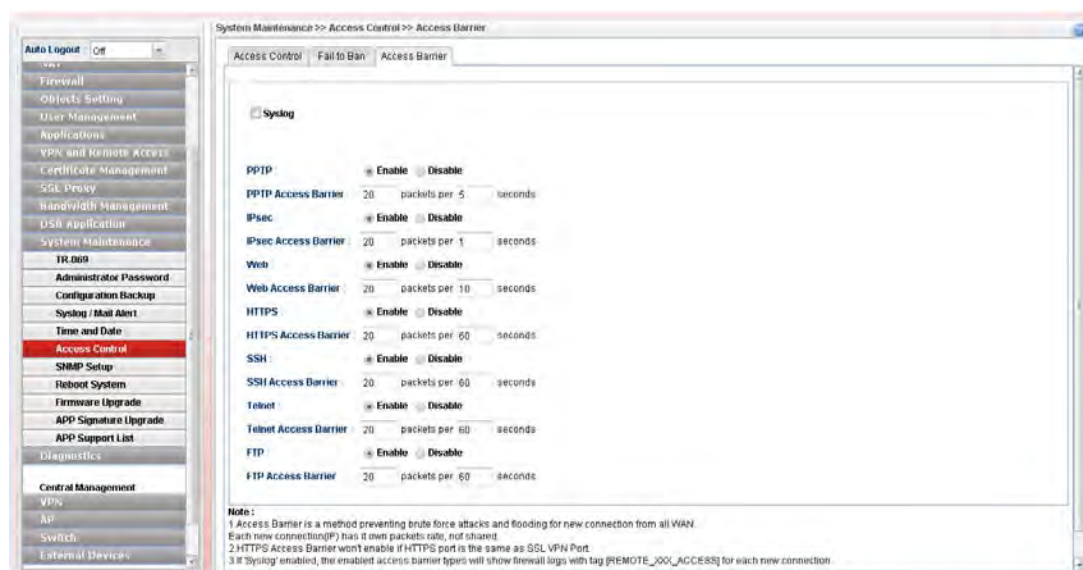 System Maintenance >> Access Control >> Access Barrier
Auto Logout : Off
NAT
Firewall
Objects Setting
User Management
Applications
VPN and Remote Access
Certificate Management
SSL Proxy
Bandwidth Management
USB Application
System Maintenance
TR-069
Administrator Password
Configuration Backup
Syslog / Mail Alert
Time and Date
Access Control
SNMP Setup
Reboot System
Firmware Upgrade
APP Signature Upgrade
APP Support List
Diagnostics
Central Management
VPN
AP
Switch
External Devices
Access Control Fail to Ban Access Barrier
Syslog
PPTP : Enable Disable
PPTP Access Barrier : 20 packets per 5 seconds
IPsec : Enable Disable
IPsec Access Barrier : 20 packets per 1 seconds
Web : Enable Disable
Web Access Barrier : 20 packets per 10 seconds
HTTPS : Enable Disable
HTTPS Access Barrier : 20 packets per 60 seconds
SSH : Enable Disable
SSH Access Barrier : 20 packets per 60 seconds
Telnet : Enable Disable
Telnet Access Barrier : 20 packets per 60 seconds
FTP : Enable Disable
FTP Access Barrier : 20 packets per 60 seconds
Note :
1.Access Barrier is a method preventing brute force attacks and flooding for new connection from all WAN.
Each new connection(IP) has it own packets rate, not shared.
2.HTTPS Access Barrier won't enable if HTTPS port is the same as SSL VPN Port.
3.If 'Syslog' enabled, the enabled access barrier types will show firewall logs with tag [REMOTE_XXX_ACCESS] for each new connection.